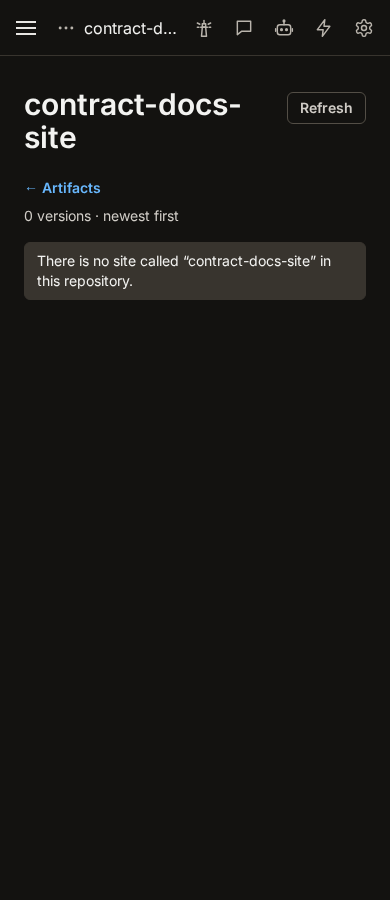 ··· contract-d...
contract-docs-
site
Refresh
← Artifacts
0 versions · newest first
There is no site called “contract-docs-site” in
this repository.